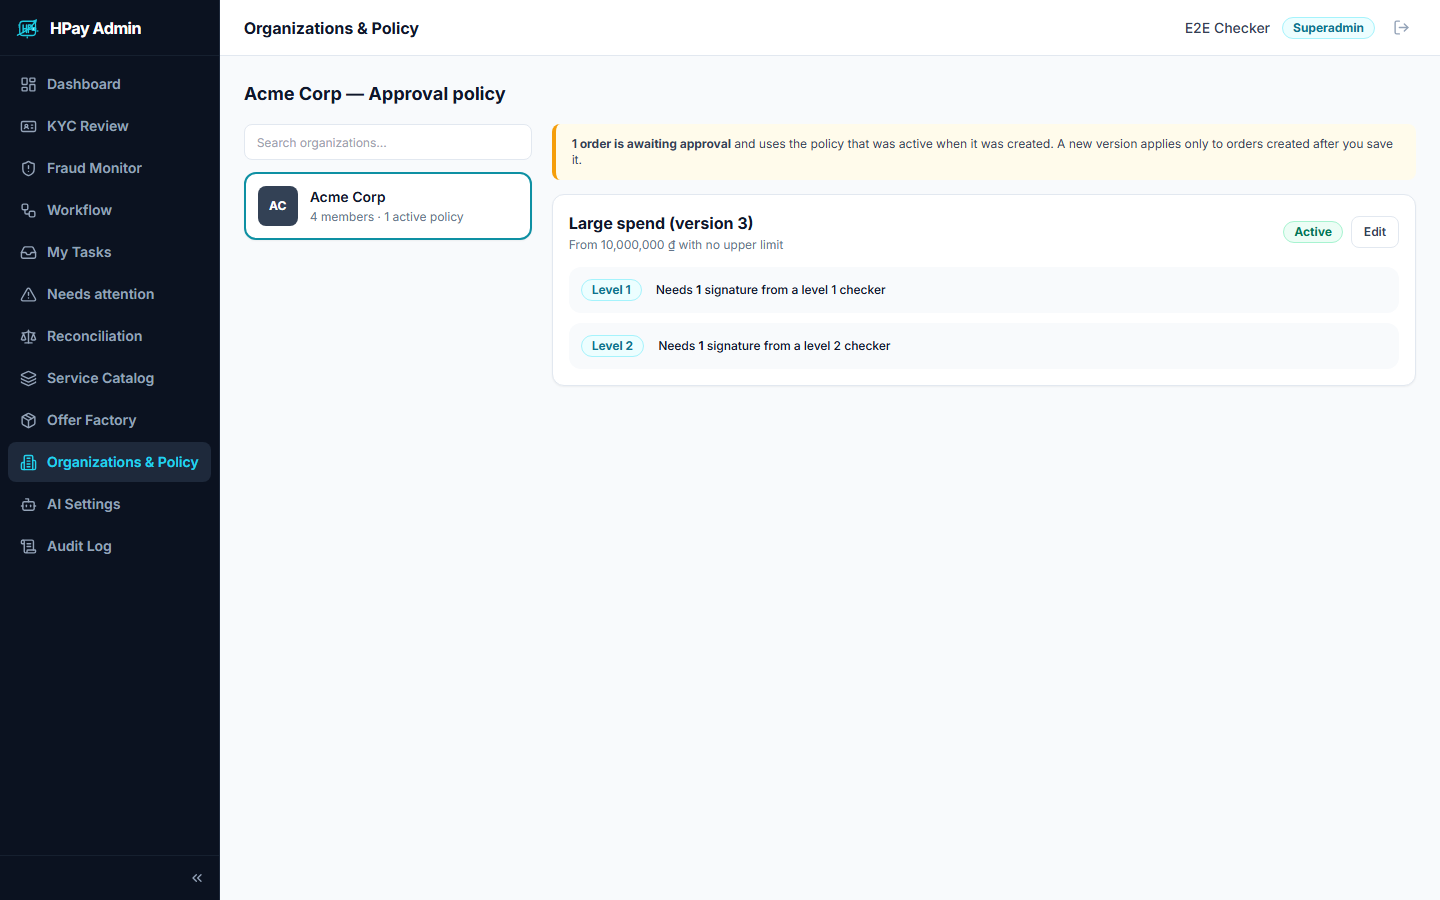 HPay Admin
Dashboard
KYC Review
Fraud Monitor
Workflow
My Tasks
Needs attention
Reconciliation
Service Catalog
Offer Factory
Organizations & Policy
AI Settings
Audit Log
Organizations & Policy
E2E Checker
Superadmin
Acme Corp — Approval policy
Search organizations...
AC
Acme Corp
4 members · 1 active policy
1 order is awaiting approval and uses the policy that was active when it was created. A new version applies only to orders created after you save
it.
Large spend (version 3)
From 10,000,000 ₫ with no upper limit
Active
Edit
Level 1 Needs 1 signature from a level 1 checker
Level 2 Needs 1 signature from a level 2 checker